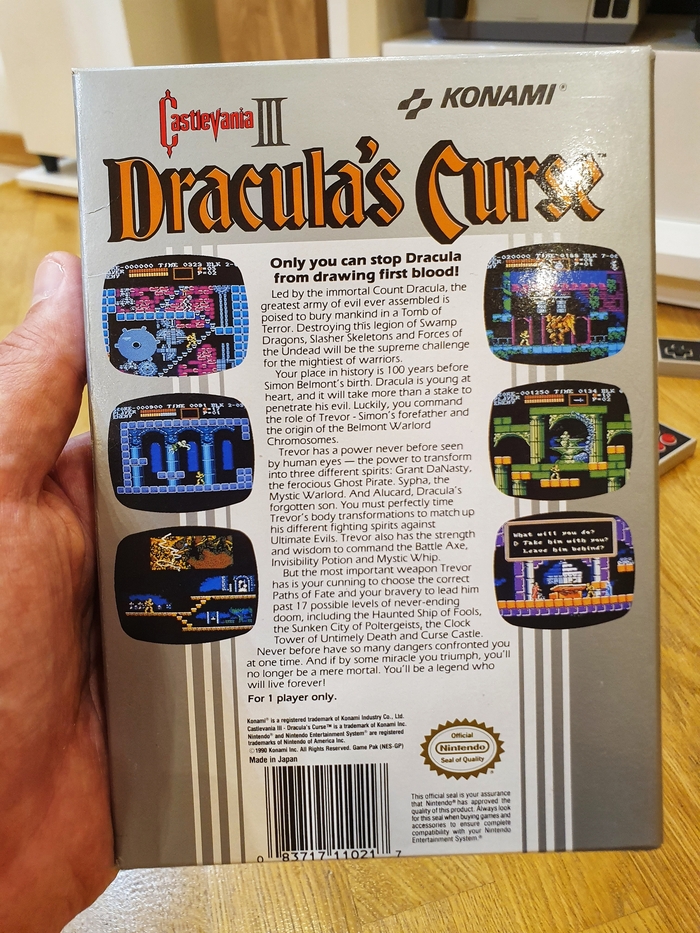 Castlevania III
KONAMI®
Dracula's Curse™
Only you can stop Dracula
from drawing first blood!
Led by the immortal Count Dracula, the
greatest army of evil ever assembled is
poised to bury mankind in a Tomb of
Terror. Destroying this legion of Swamp
Dragons, Slasher Skeletons and Forces of
the Undead will be the supreme challenge
for the mightiest of warriors.
Your place in history is 100 years before
Simon Belmont's birth. Dracula is young at
heart, and it will take more than a stake to
penetrate his evil. Luckily, you command
the role of Trevor - Simon's forefather and
the origin of the Belmont Warlord
Chromosomes.
Trevor has a power never before seen
by human eyes — the power to transform
into three different spirits: Grant DaNasty,
the ferocious Ghost Pirate. Sypha, the
Mystic Warlord. And Alucard, Dracula's
forgotten son. You must perfectly time
Trevor's body transformations to match up
his different fighting spirits against
Ultimate Evils. Trevor also has the strength
and wisdom to command the Battle Axe,
Invisibility Potion and Mystic Whip.
But the most important weapon Trevor
has is your cunning to choose the correct
Paths of Fate and your bravery to lead him
past 17 possible levels of never-ending
doom, including the Haunted Ship of Fools,
the Sunken City of Poltergeists, the Clock
Tower of Untimely Death and Curse Castle.
Never before have so many dangers confronted you
at one time. And if by some miracle you triumph, you'll
no longer be a mere mortal. You'll be a legend who
will live forever!
For 1 player only.
What will you do?
Take him with you?
Leave him behind?
Konami® is a registered trademark of Konami Industry Co., Ltd.
Castlevania III - Dracula's Curse™ is a trademark of Konami Inc.
Nintendo® and Nintendo Entertainment System® are registered
trademarks of Nintendo of America Inc.
©1990 Konami Inc. All Rights Reserved. Game Pak (NES-GP)
Made in Japan
Official
Nintendo
Seal of Quality
This official seal is your assurance
that Nintendo® has approved the
quality of this product. Always look
for this seal when buying games and
accessories to ensure complete
compatibility with your Nintendo
Entertainment System.®
0 83717 11021 7